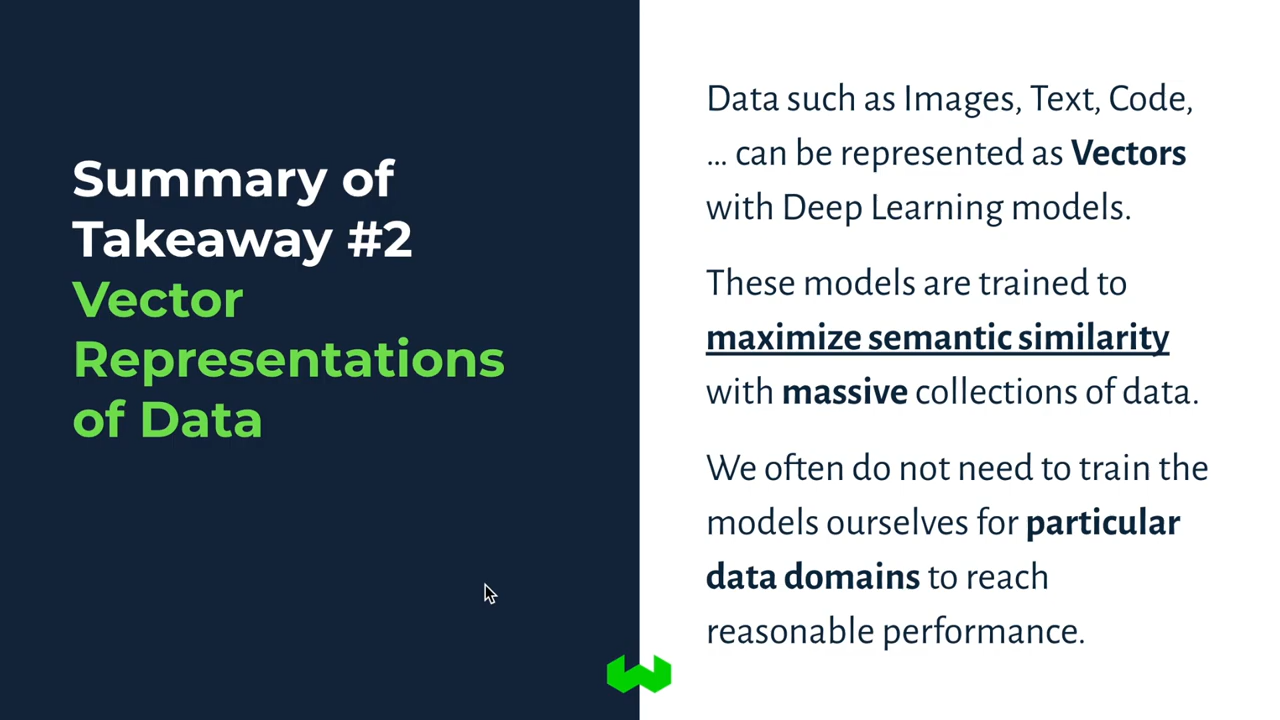 Summary of
Takeaway #2
Vector
Representations
of Data
Data such as Images, Text, Code,
... can be represented as Vectors
with Deep Learning models.
These models are trained to
maximize semantic similarity
with massive collections of data.
We often do not need to train the
models ourselves for particular
data domains to reach
reasonable performance.